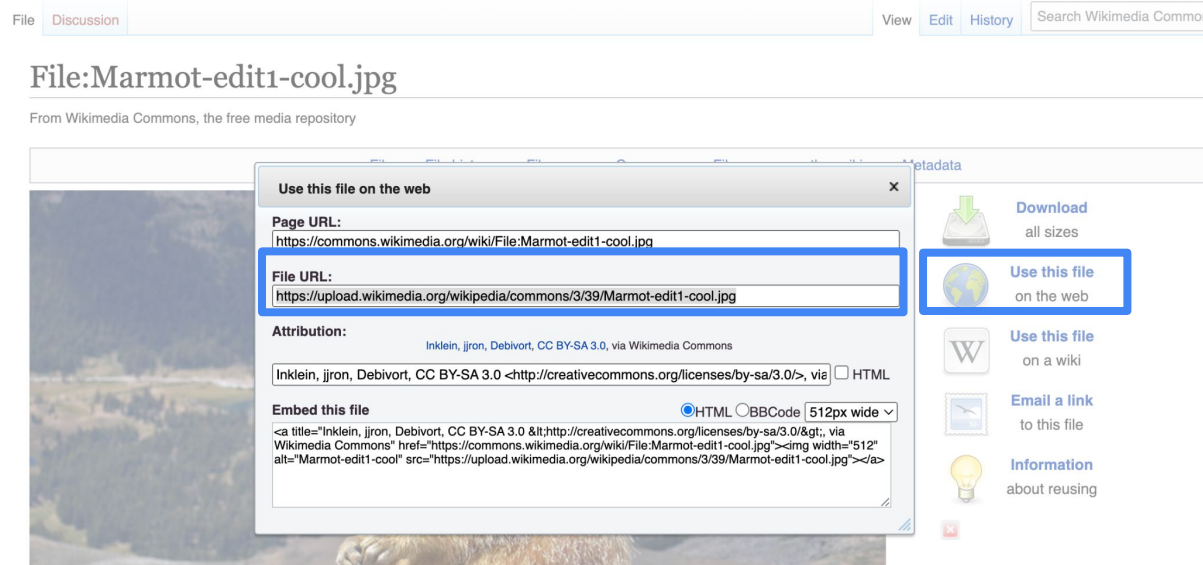 File Discussion View Edit History Search Wikimedia Commo
File:Marmot-edit1-cool.jpg
From Wikimedia Commons, the free media repository
Metadata
Use this file on the web x
Page URL:
https://commons.wikimedia.org/wiki/File:Marmot-edit1-cool.jpg
File URL:
https://upload.wikimedia.org/wikipedia/commons/3/39/Marmot-edit1-cool.jpg
Attribution:
Inklein, jjron, Debivort, CC BY-SA 3.0, via Wikimedia Commons
Inklein, jjron, Debivort, CC BY-SA 3.0 <http://creativecommons.org/licenses/by-sa/3.0/>, via HTML
Embed this file HTML BBCode 512px wide
<a title="Inklein, jjron, Debivort, CC BY-SA 3.0 &lt;http://creativecommons.org/licenses/by-sa/3.0/&gt;, via
Wikimedia Commons" href="https://commons.wikimedia.org/wiki/File:Marmot-edit1-cool.jpg"><img width="512"
alt="Marmot-edit1-cool" src="https://upload.wikimedia.org/wikipedia/commons/3/39/Marmot-edit1-cool.jpg"></a>
Download
all sizes
Use this file
on the web
W
Use this file
on a wiki
Email a link
to this file
Information
about reusing